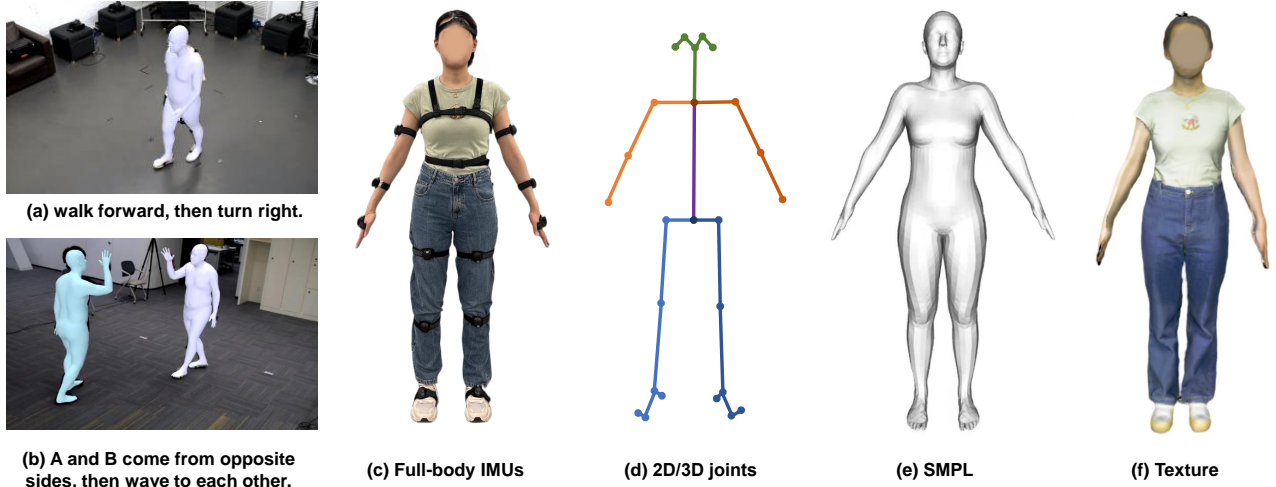 (a) walk forward, then turn right.
(b) A and B come from opposite
sides, then wave to each other.
(c) Full-body IMUs
(d) 2D/3D joints
(e) SMPL
(f) Texture